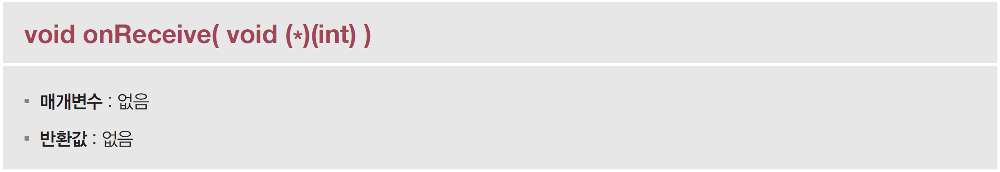 void onReceive( void (*)(int) )
▪ 매개변수 : 없음
▪ 반환값 : 없음